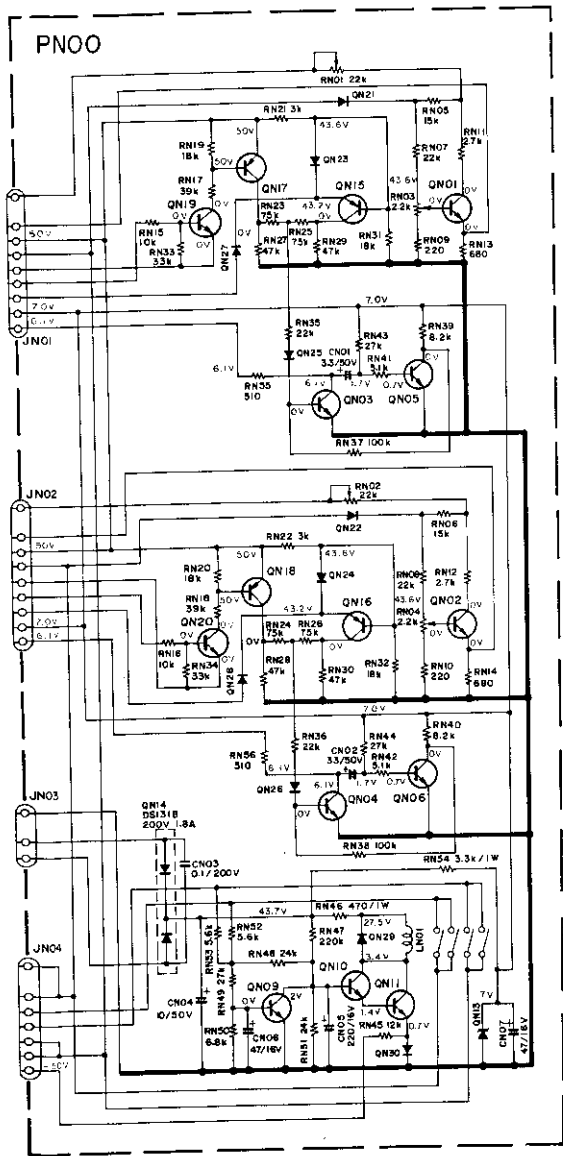 PN00
RN01 22k
QN21
RN05
15k
RN21 3k
50V
43.6V
RN19
18k
RN11
2.7k
RN07
22k
QN23
RN17
39k
50V
43.6V
QN17
QN15
RN03
2.2k
QN01
0V
QN19
0V
RN23
75k
43.2V
0V
50V
0V
RN15
10k
RN33
33k
0V
QN27
RN27
47k
RN25
75k
RN29
47k
RN31
18k
RN09
220
0V
RN13
680
7.0V
6.1V
JN01
7.0V
RN35
22k
RN43
27k
RN39
8.2k
QN25
CN01
33/50V
RN41
5.1k
0V
6.1V
RN55
510
6.1V
1.7V
0.7V
0V
QN03
QN05
RN37 100k
JN02
RN02
22k
QN22
RN06
15k
50V
RN22 3k
50V
43.6V
RN20
18k
QN18
QN24
RN08
22k
RN12
2.7k
RN18
39k
50V
43.6V
43.2V
QN16
RN04
2.2k
QN02
0V
QN20
0V
RN24
75k
RN26
75k
7.0V
6.1V
0V
0V
0V
RN16
10k
RN34
33k
0V
QN28
RN28
47k
RN30
47k
RN32
18k
RN10
220
0V
RN14
680
7.0V
RN36
22k
RN44
27k
RN40
8.2k
RN56
510
6.1V
CN02
33/50V
RN42
5.1k
0V
QN26
6.1V
1.7V
0.7V
0V
QN04
QN06
JN03
QN14
DS131B
200V 1.8A
RN38 100k
RN54 3.3k/1W
CN03
0.1/200V
43.7V
RN46 470/1W
RN53 5.6k
RN52
5.6k
RN47
220k
27.5V
QN29
LN01
JN04
RN48 24k
3.4V
RN49 27k
QN09
QN10
QN11
CN04
10/50V
0V
2V
1.4V
7V
QN13
RN50
6.8k
CN06
47/16V
RN51 24k
CN05
220/16V
RN45 12k
0.7V
QN30
CN07
47/16V
-50V